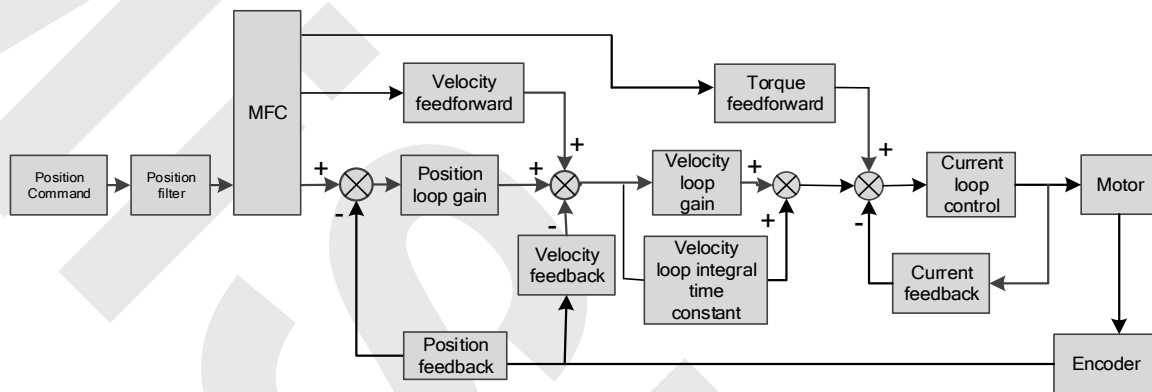 MFC
Velocity
feedforward
Torque
feedforward
Position
Command
Position
filter
+
-
Position
loop gain
+
+
-
Velocity
feedback
Velocity
loop
gain
Velocity
loop integral
time
constant
+
+
+
-
Current
loop
control
Current
feedback
Motor
Position
feedback
Encoder